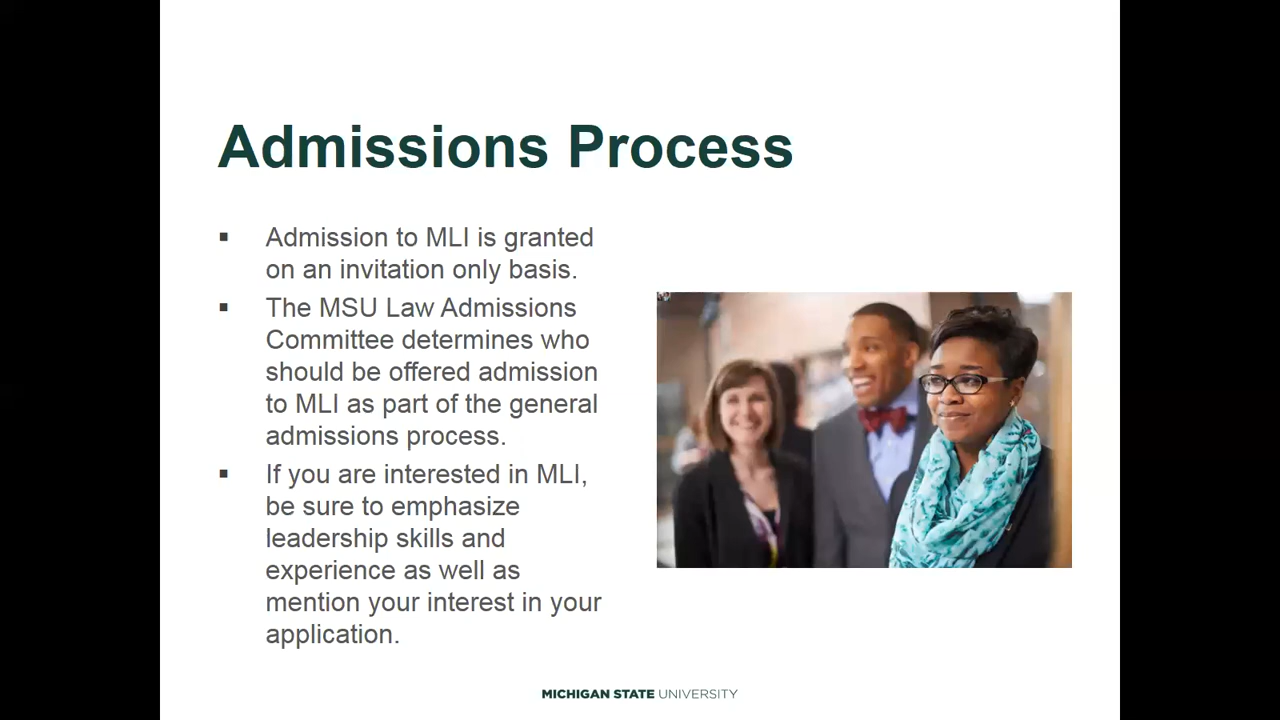 Admissions Process
▪ Admission to MLI is granted
on an invitation only basis.
▪ The MSU Law Admissions
Committee determines who
should be offered admission
to MLI as part of the general
admissions process.
▪ If you are interested in MLI,
be sure to emphasize
leadership skills and
experience as well as
mention your interest in your
application.
MICHIGAN STATE UNIVERSITY